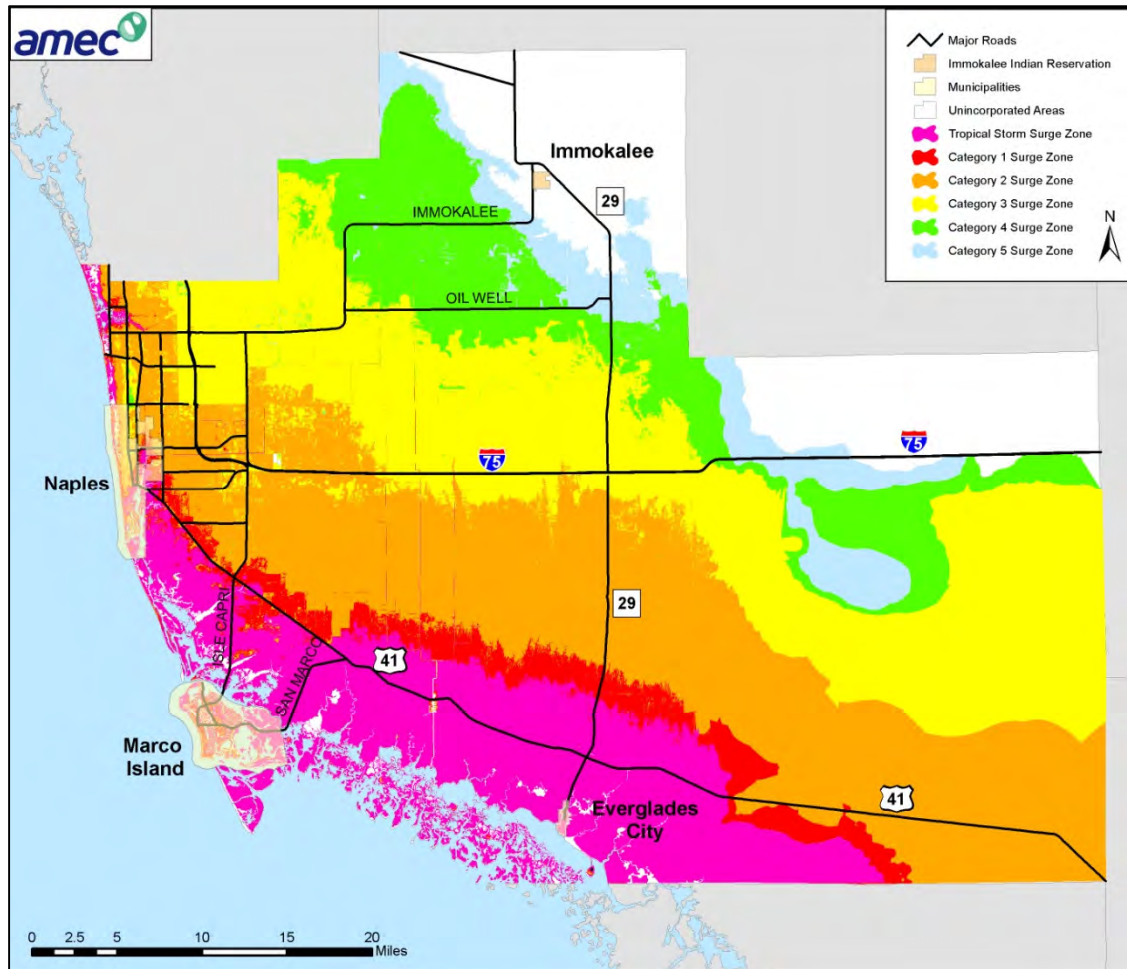 amec
Major Roads
Immokalee Indian Reservation
Municipalities
Unincorporated Areas
Tropical Storm Surge Zone
Category 1 Surge Zone
Category 2 Surge Zone
Category 3 Surge Zone
Category 4 Surge Zone
Category 5 Surge Zone
N
Immokalee
29
IMMOKALEE
OIL WELL
75
75
Naples
29
ISLE CAPRI
SAN MARCO
41
Marco
Island
41
Everglades
City
0 2.5 5 10 15 20
Miles